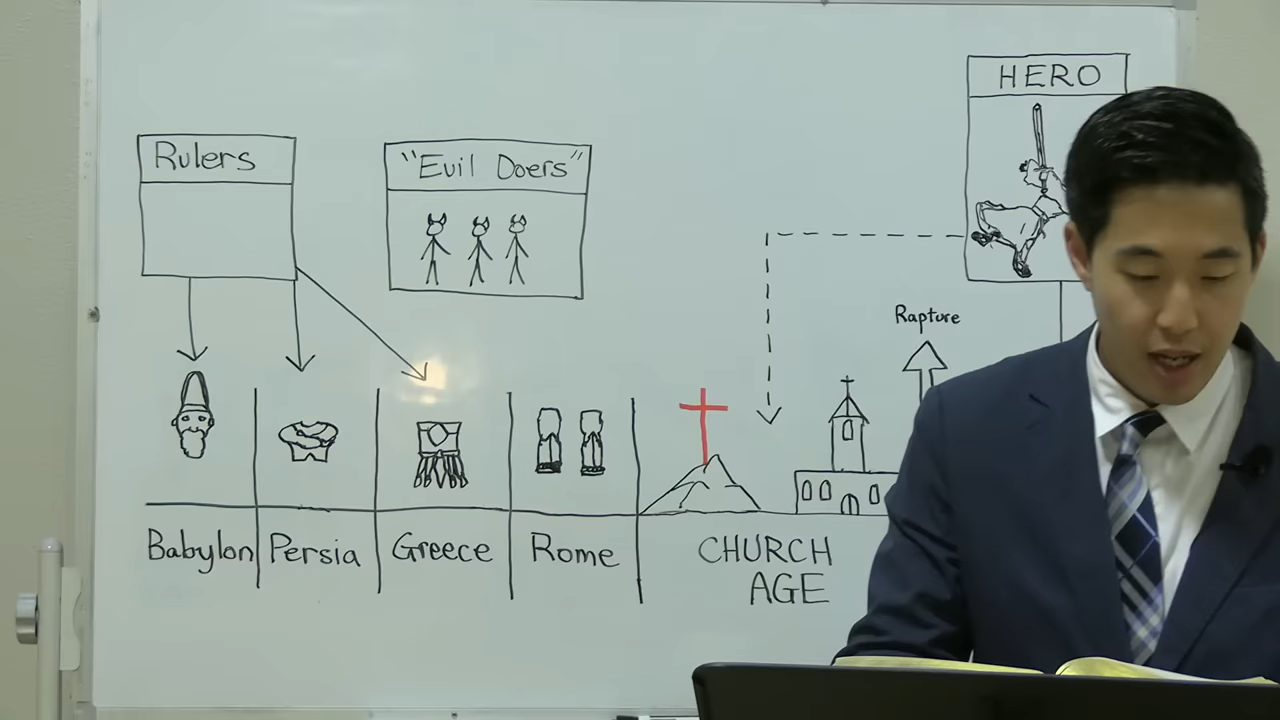 HERO
Rulers
"Evil Doers"
Rapture
Babylon
Persia
Greece
Rome
CHURCH
AGE